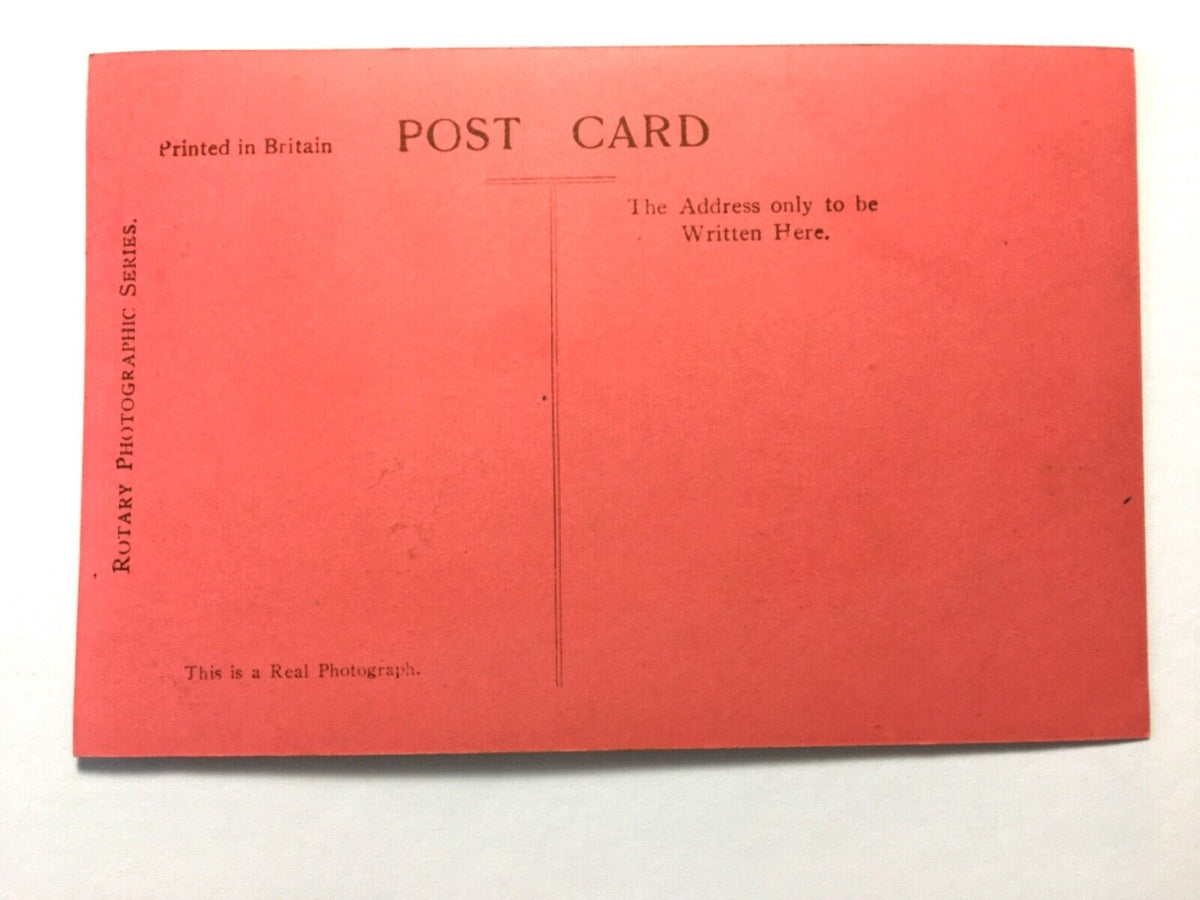 Printed in Britain
POST CARD
The Address only to be
Written Here.
ROTARY PHOTOGRAPHIC SERIES.
This is a Real Photograph.